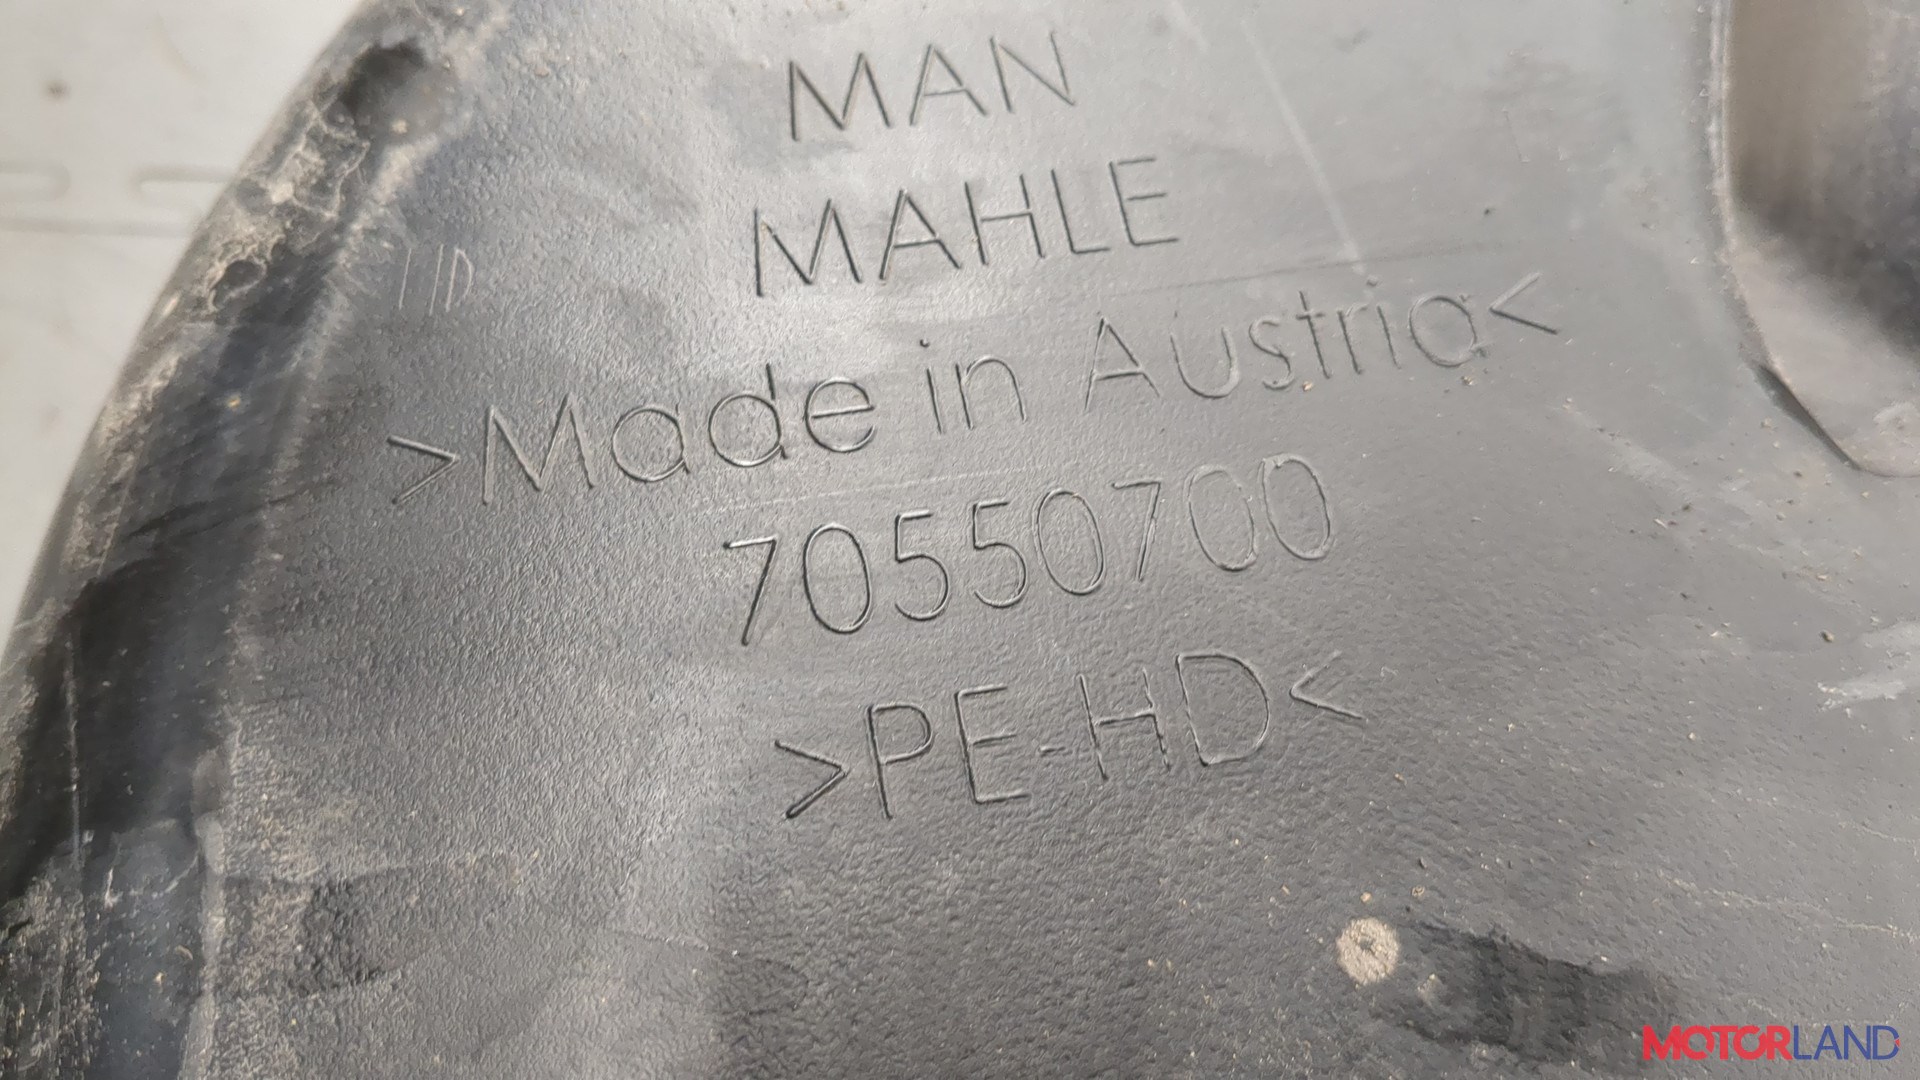 MAN
MAHLE
>Made in Austria<
70550700
>PE-HD<
MOTORLAND